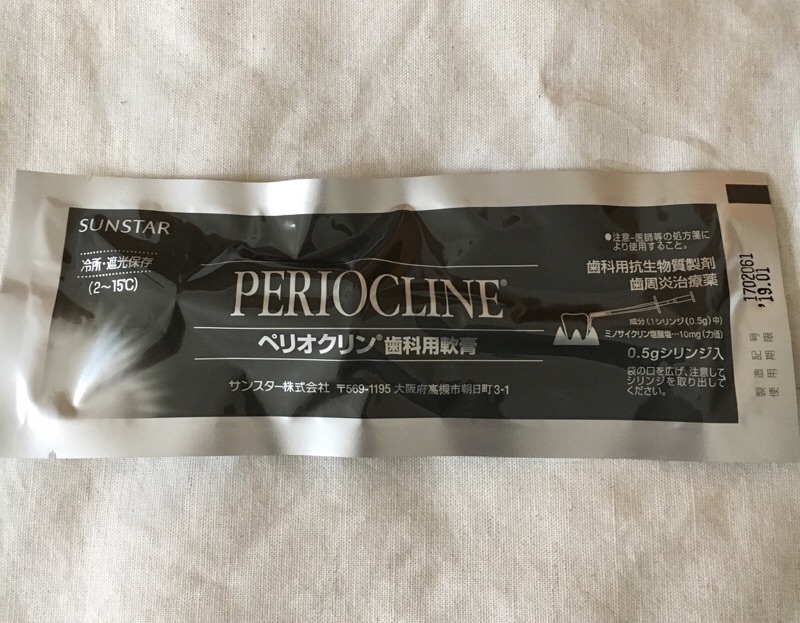 SUNSTAR
冷所・遮光保存
(2〜15℃)
PERIOCLINE®
ペリオクリン®歯科用軟膏
サンスター株式会社 〒569-1195 大阪府高槻市朝日町3-1
●注意-医師等の処方箋に
より使用すること。
歯科用抗生物質製剤
歯周炎治療薬
成分(1シリンジ(0.5g)中)
ミノサイクリン塩酸塩…10mg(力価)
0.5gシリンジ入
袋の口を広げ、注意して
シリンジを取り出して
ください。
製造記号
1702061
使用期限
'19.01